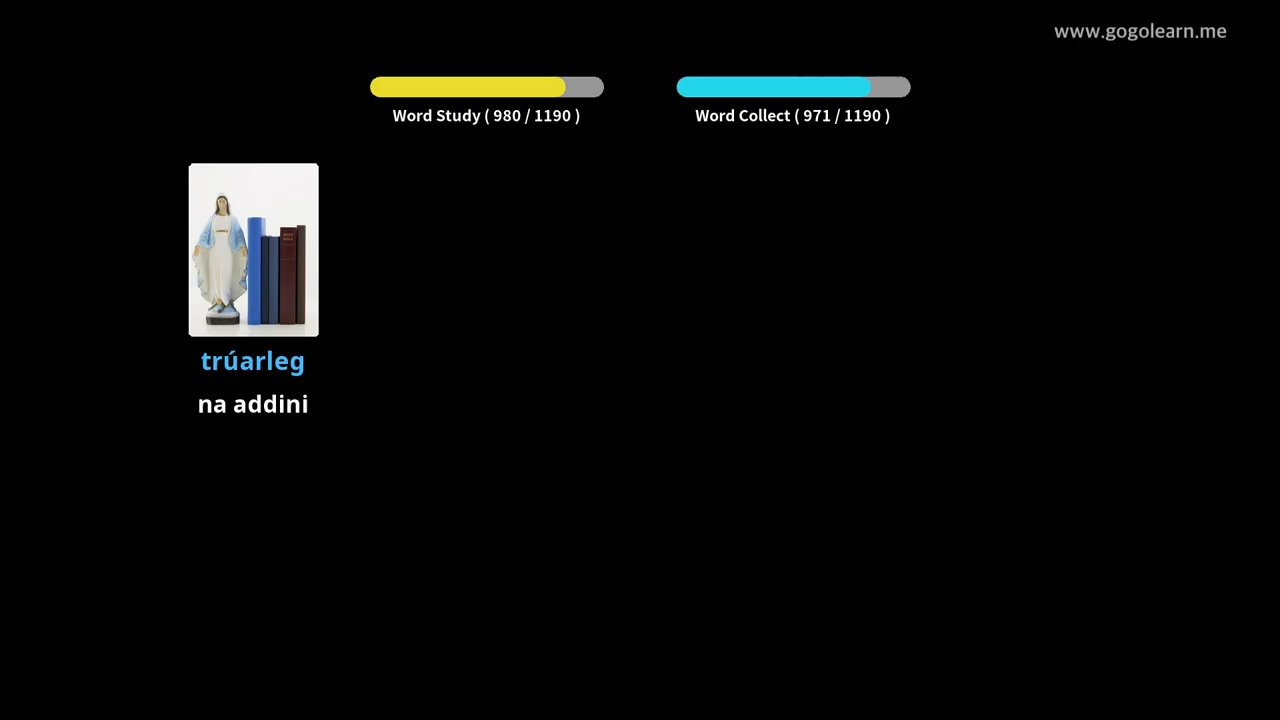 www.gogolearn.me
Word Study ( 980 / 1190 )
Word Collect ( 971 / 1190 )
trúarleg
na addini